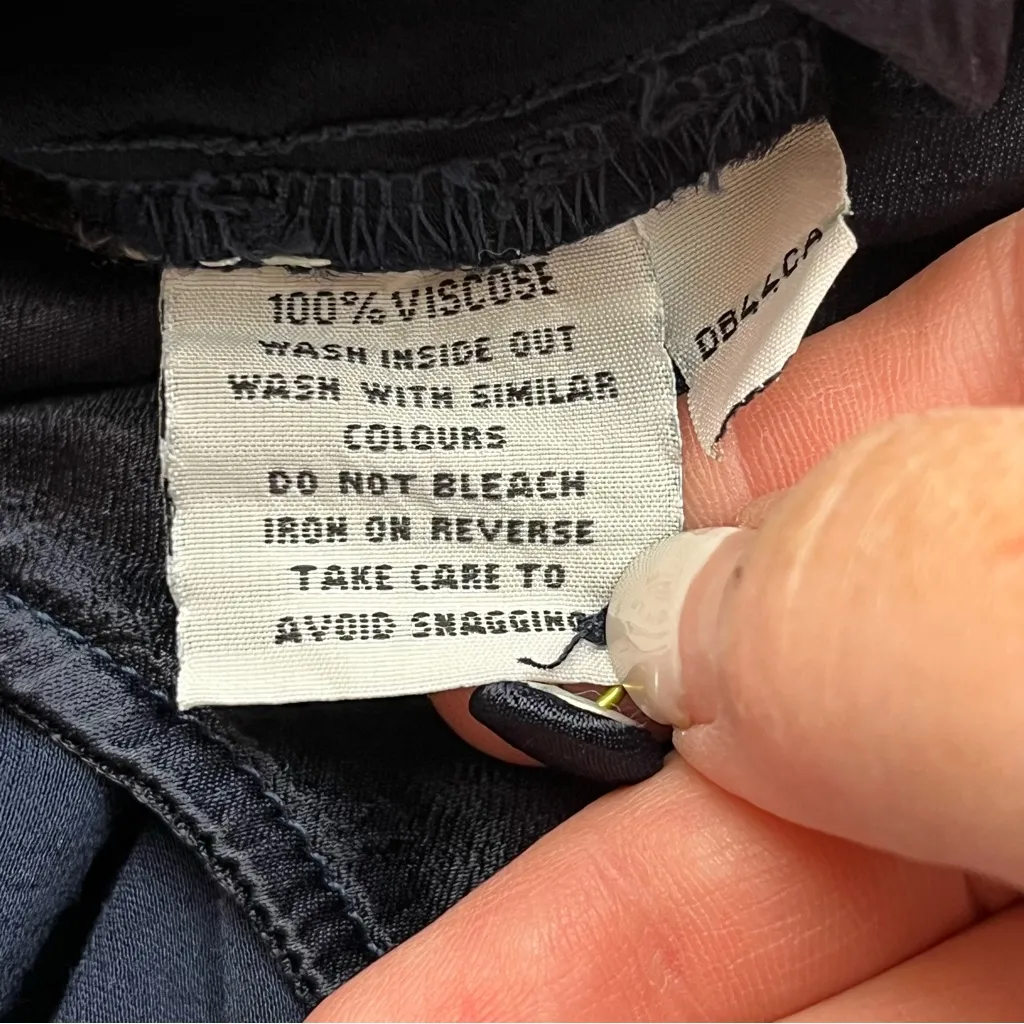 100% VISCOSE
WASH INSIDE OUT
WASH WITH SIMILAR
COLOURS
DO NOT BLEACH
IRON ON REVERSE
TAKE CARE TO
AVOID SNAGGING
DB44CA